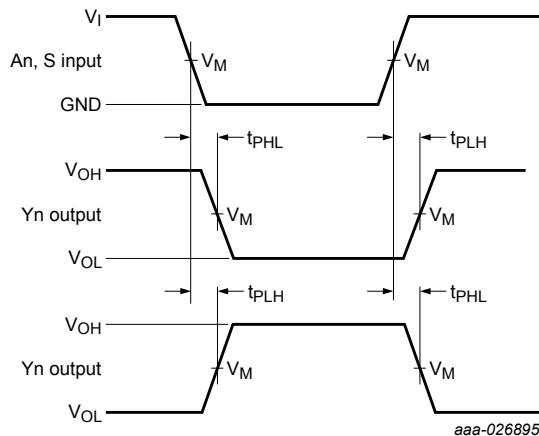 V_I
An, S input
V_M
V_M
GND
t_PHL
t_PLH
V_OH
Yn output
V_M
V_M
V_OL
t_PLH
t_PHL
V_OH
Yn output
V_M
V_M
V_OL
aaa-026895